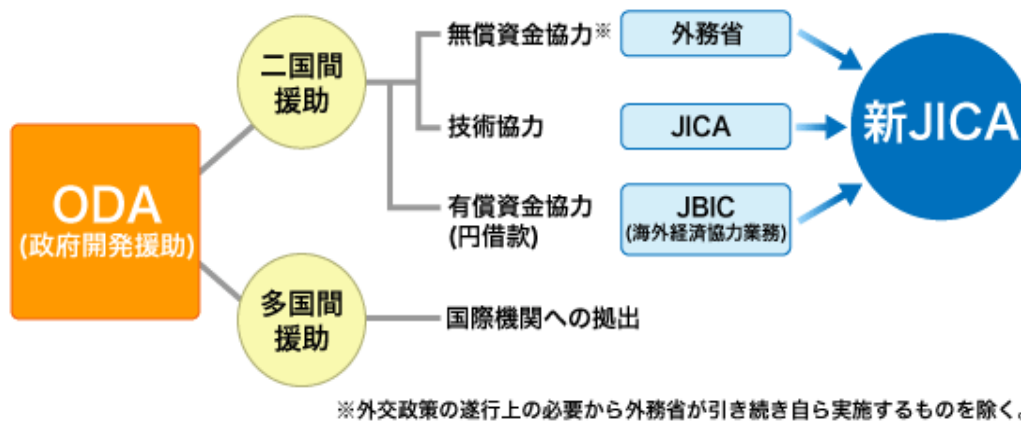 ODA
(政府開発援助)
二国間
援助
無償資金協力※
外務省
技術協力
JICA
有償資金協力
(円借款)
JBIC
(海外経済協力業務)
新JICA
多国間
援助
国際機関への拠出
※外交政策の遂行上の必要から外務省が引き続き自ら実施するものを除く。